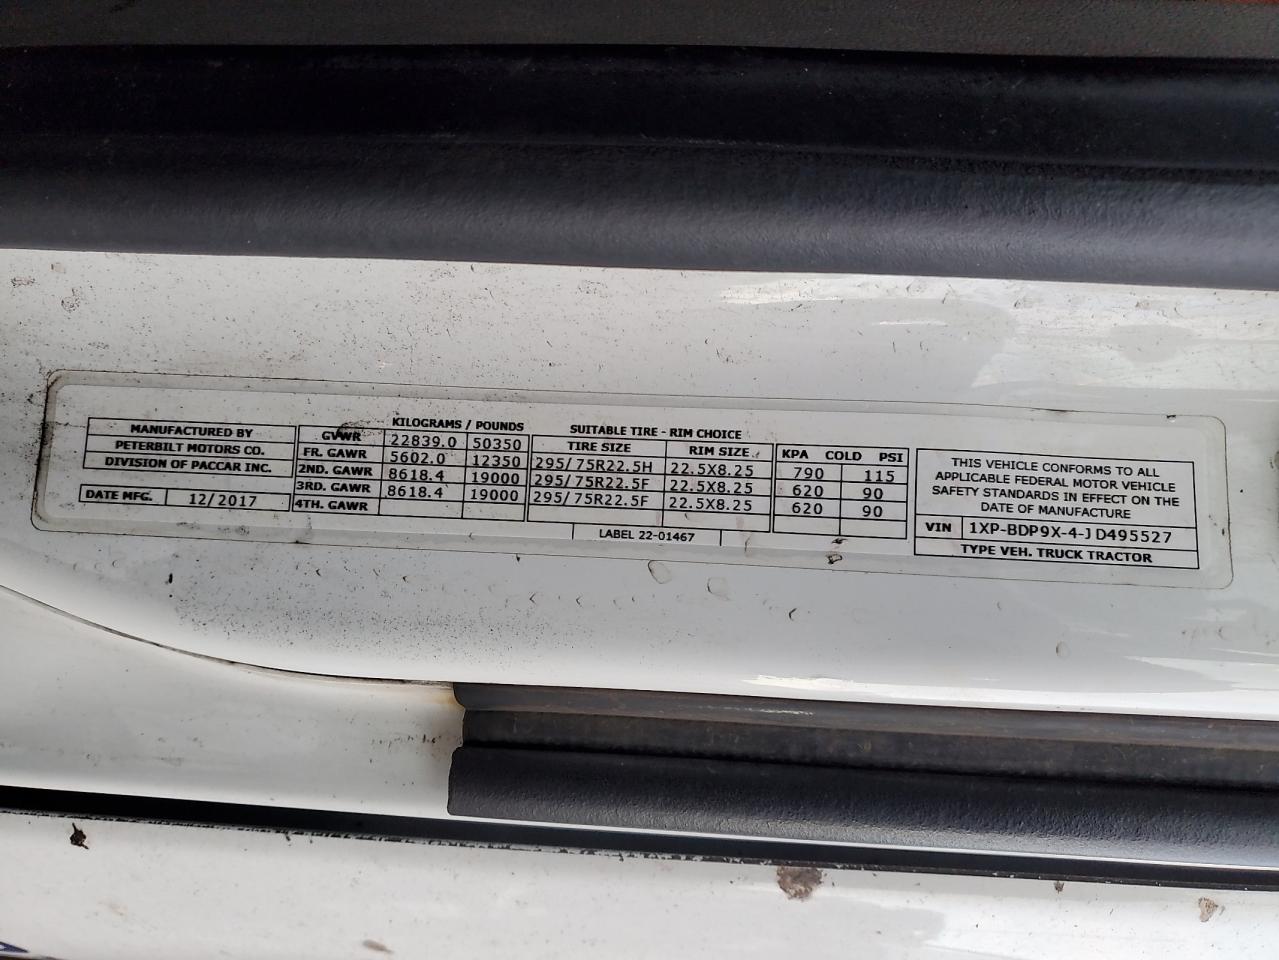 KILOGRAMS / POUNDS SUITABLE TIRE - RIM CHOICE
MANUFACTURED BY
PETERBILT MOTORS CO.
DIVISION OF PACCAR INC.
DATE MFG. 12/2017
GVWR 22839.0 50350 TIRE SIZE RIM SIZE KPA COLD PSI
FR. GAWR 5602.0 12350 295/75R22.5H 22.5X8.25 790 115
2ND. GAWR 8618.4 19000 295/75R22.5F 22.5X8.25 620 90
3RD. GAWR 8618.4 19000 295/75R22.5F 22.5X8.25 620 90
4TH. GAWR
LABEL 22-01467
THIS VEHICLE CONFORMS TO ALL
APPLICABLE FEDERAL MOTOR VEHICLE
SAFETY STANDARDS IN EFFECT ON THE
DATE OF MANUFACTURE
VIN 1XP-BDP9X-4-JD495527
TYPE VEH. TRUCK TRACTOR